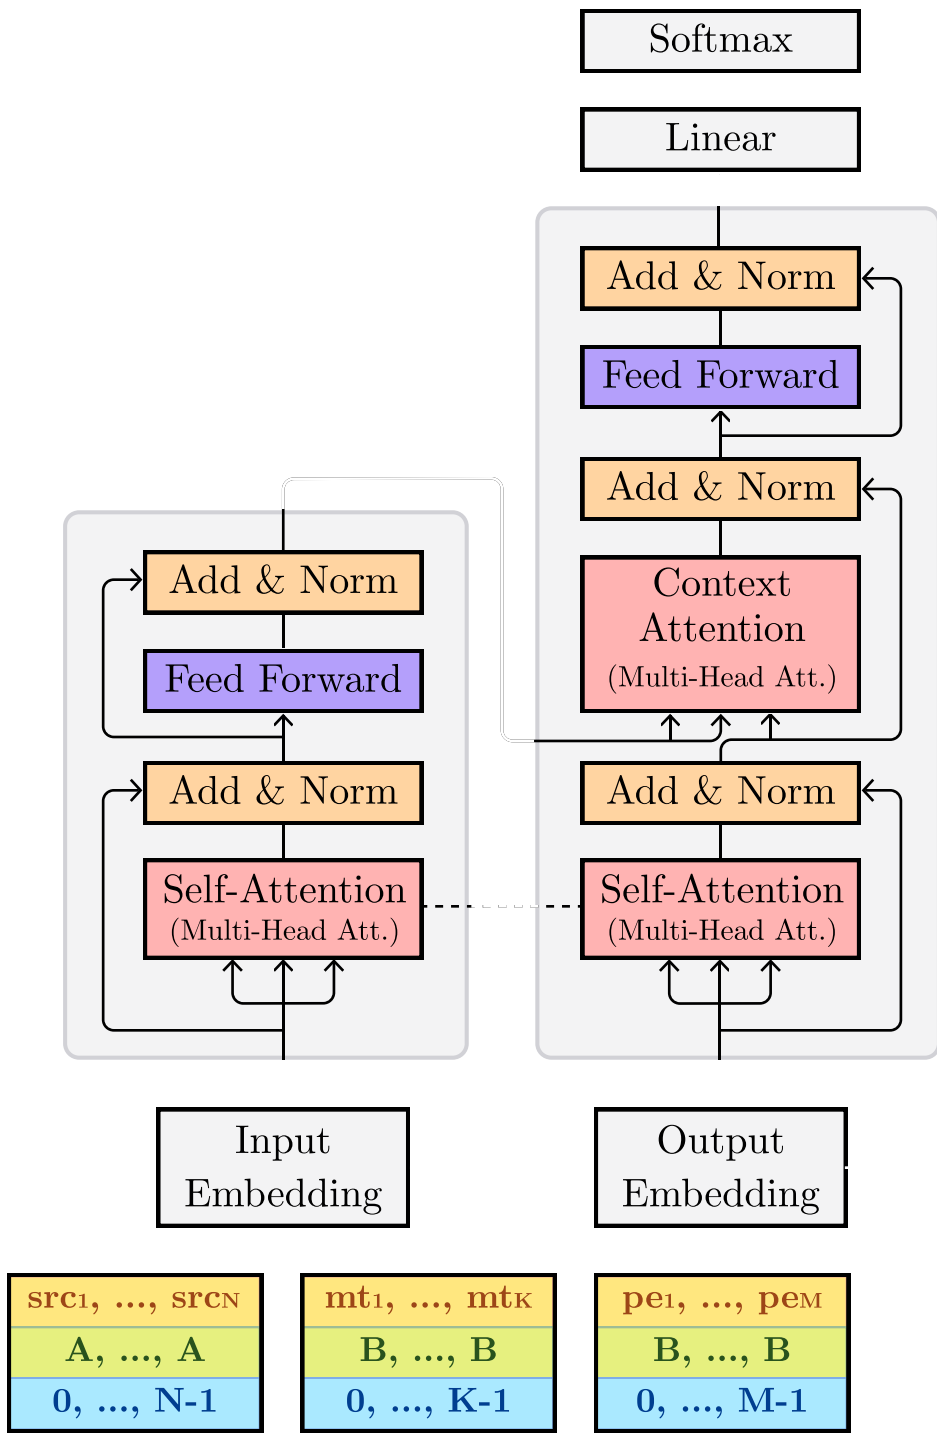 Softmax
Linear
Add & Norm
Feed Forward
Add & Norm
Context
Attention
(Multi-Head Att.)
Add & Norm
Self-Attention
(Multi-Head Att.)
Add & Norm
Feed Forward
Add & Norm
Self-Attention
(Multi-Head Att.)
Input
Embedding
Output
Embedding
src1, ..., srcN
A, ..., A
0, ..., N-1
mt1, ..., mtK
B, ..., B
0, ..., K-1
pe1, ..., peM
B, ..., B
0, ..., M-1